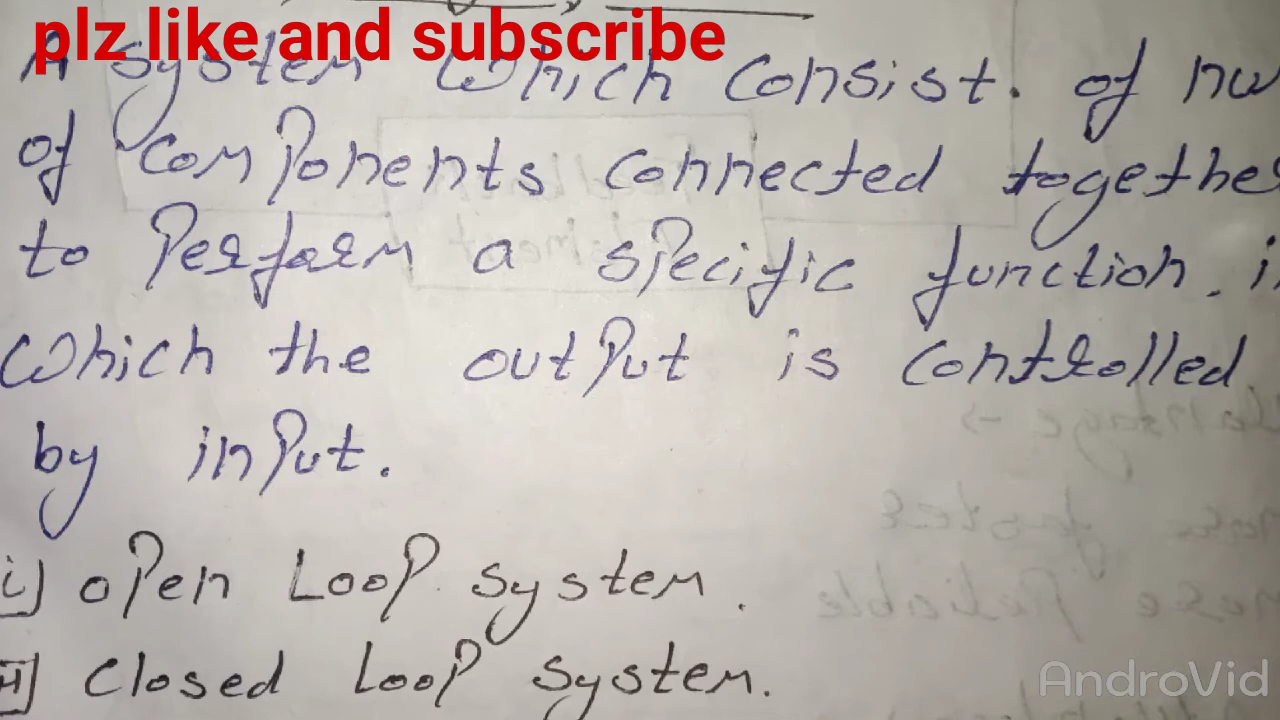 plz like and subscribe
A system which consist. of nu
of components connected togethe
to perform a specific function. i
which the output is controlled
by input.
i) open Loop system.
ii) closed Loop system.
AndroVid